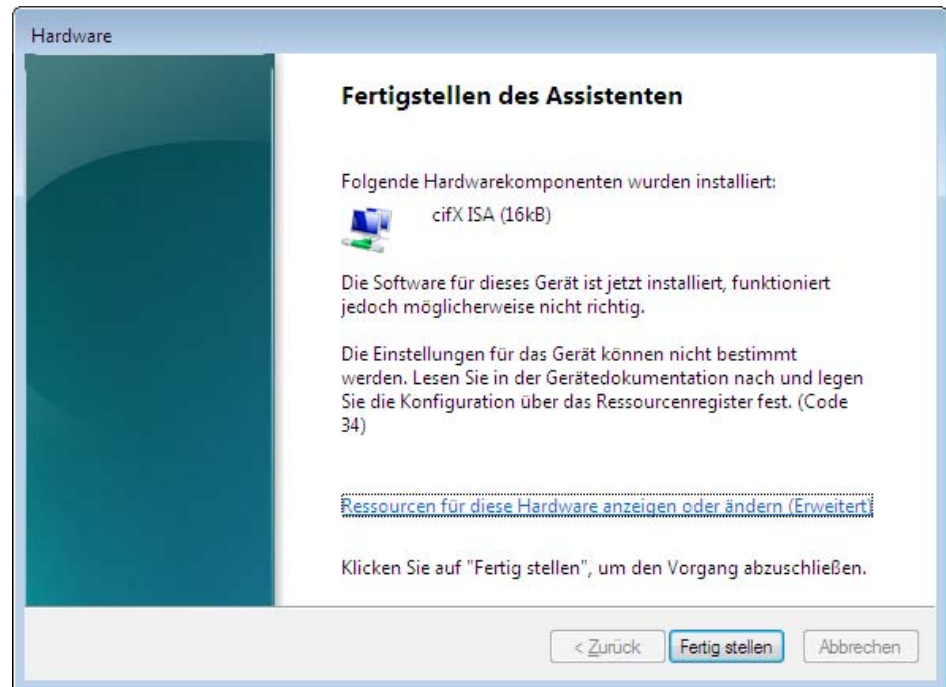 Hardware
Fertigstellen des Assistenten
Folgende Hardwarekomponenten wurden installiert:
cifX ISA (16kB)
Die Software für dieses Gerät ist jetzt installiert, funktioniert
jedoch möglicherweise nicht richtig.
Die Einstellungen für das Gerät können nicht bestimmt
werden. Lesen Sie in der Gerätedokumentation nach und legen
Sie die Konfiguration über das Ressourcenregister fest. (Code
34)
Ressourcen für diese Hardware anzeigen oder ändern (Erweitert)
Klicken Sie auf "Fertig stellen", um den Vorgang abzuschließen.
< Zurück Fertig stellen Abbrechen